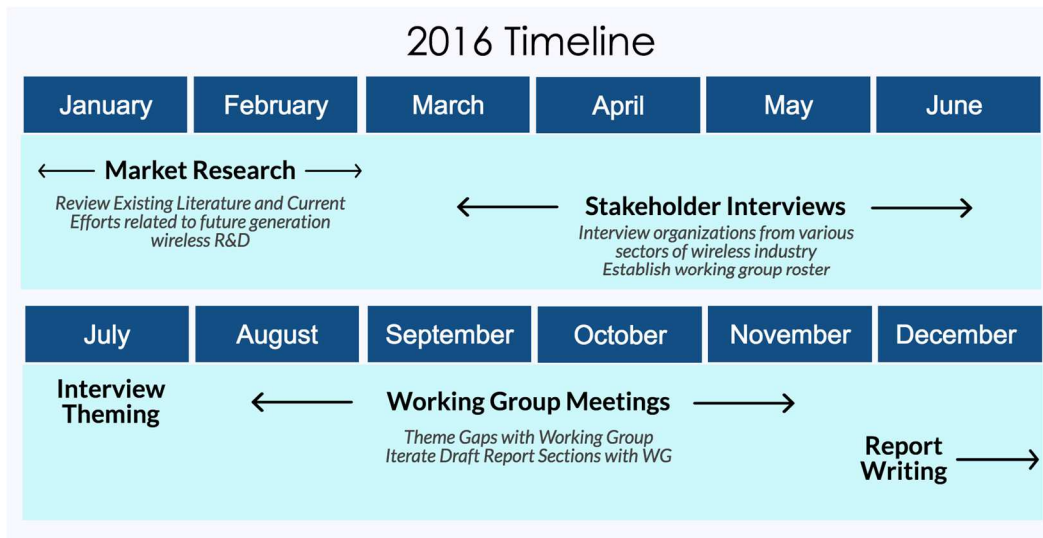 2016 Timeline
January
February
March
April
May
June
Market Research
Review Existing Literature and Current
Efforts related to future generation
wireless R&D
Stakeholder Interviews
Interview organizations from various
sectors of wireless industry
Establish working group roster
July
August
September
October
November
December
Interview
Theming
Working Group Meetings
Theme Gaps with Working Group
Iterate Draft Report Sections with WG
Report
Writing